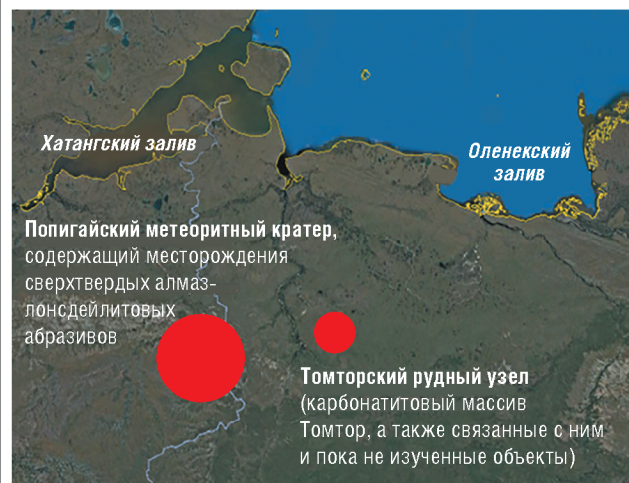 Хатангский залив
Оленекский
залив
Попигайский метеоритный кратер,
содержащий месторождения
сверхтвердых алмаз-
лонсдейлитовых
абразивов
Томторский рудный узел
(карбонатитовый массив
Томтор, а также связанные с ним
и пока не изученные объекты)